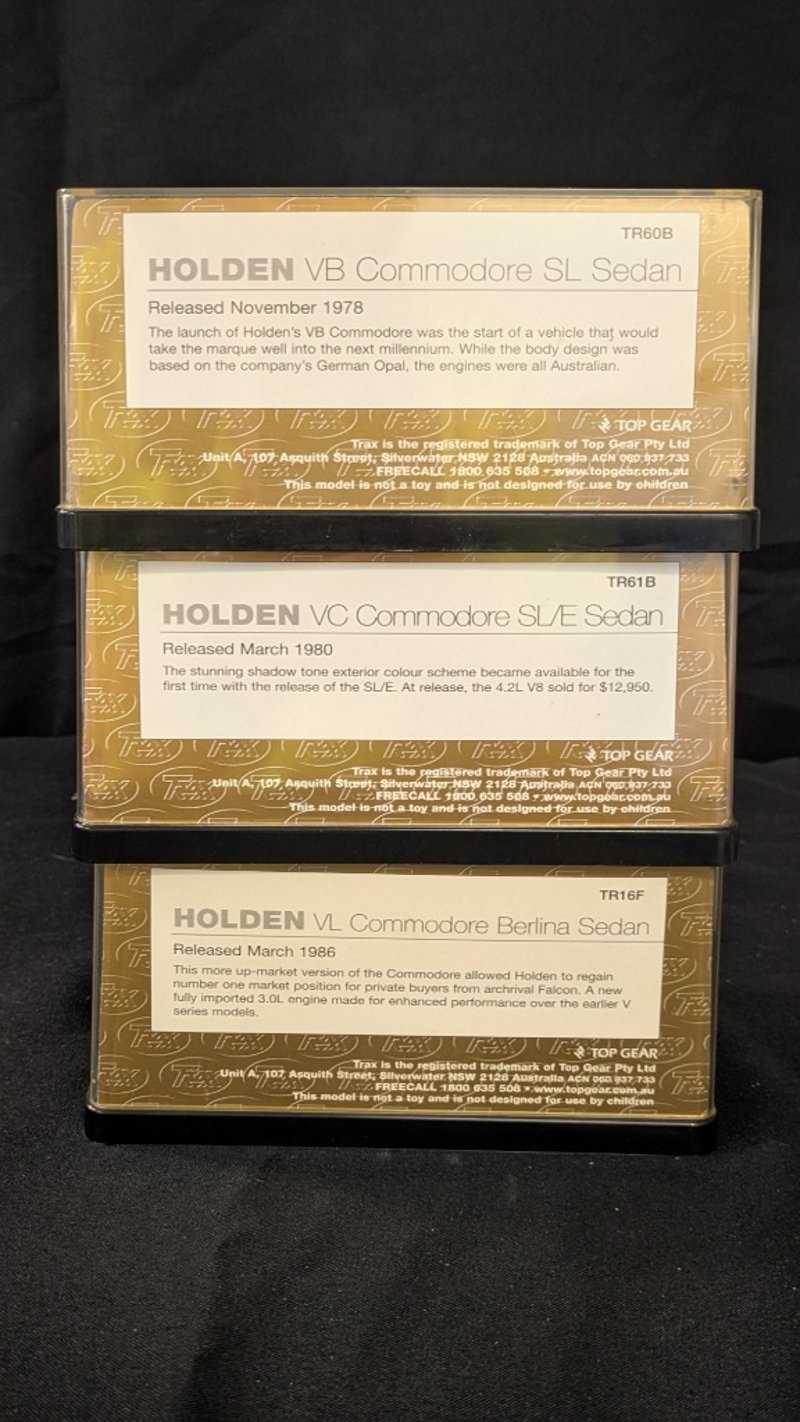 TR60B
HOLDEN VB Commodore SL Sedan
Released November 1978
The launch of Holden's VB Commodore was the start of a vehicle that would
take the marque well into the next millennium. While the body design was
based on the company's German Opal, the engines were all Australian.
TOP GEAR
Trax is the registered trademark of Top Gear Pty Ltd
Unit A, 107 Asquith Street, Silverwater NSW 2128 Australia ACN 060 937 733
FREECALL 1800 635 508 • www.topgear.com.au
This model is not a toy and is not designed for use by children
TR61B
HOLDEN VC Commodore SL/E Sedan
Released March 1980
The stunning shadow tone exterior colour scheme became available for the
first time with the release of the SL/E. At release, the 4.2L V8 sold for $12,950.
TOP GEAR
Trax is the registered trademark of Top Gear Pty Ltd
Unit A, 107 Asquith Street, Silverwater NSW 2128 Australia ACN 060 937 733
FREECALL 1800 635 508 • www.topgear.com.au
This model is not a toy and is not designed for use by children
TR16F
HOLDEN VL Commodore Berlina Sedan
Released March 1986
This more up-market version of the Commodore allowed Holden to regain
number one market position for private buyers from archrival Falcon. A new
fully imported 3.0L engine made for enhanced performance over the earlier V
series models.
TOP GEAR
Trax is the registered trademark of Top Gear Pty Ltd
Unit A, 107 Asquith Street, Silverwater NSW 2128 Australia ACN 060 937 733
FREECALL 1800 635 508 • www.topgear.com.au
This model is not a toy and is not designed for use by children